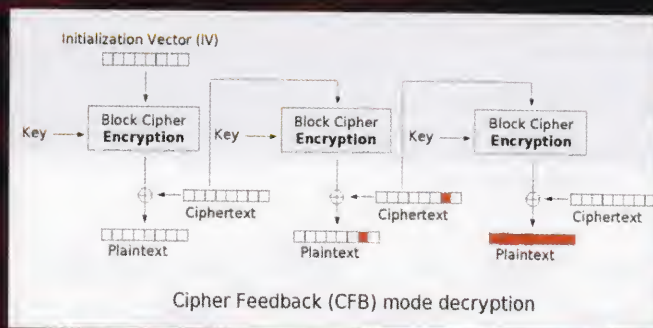 Initialization Vector (IV)
Key
Block Cipher
Encryption
Key
Block Cipher
Encryption
Key
Block Cipher
Encryption
Ciphertext
Ciphertext
Ciphertext
Plaintext
Plaintext
Plaintext
Cipher Feedback (CFB) mode decryption